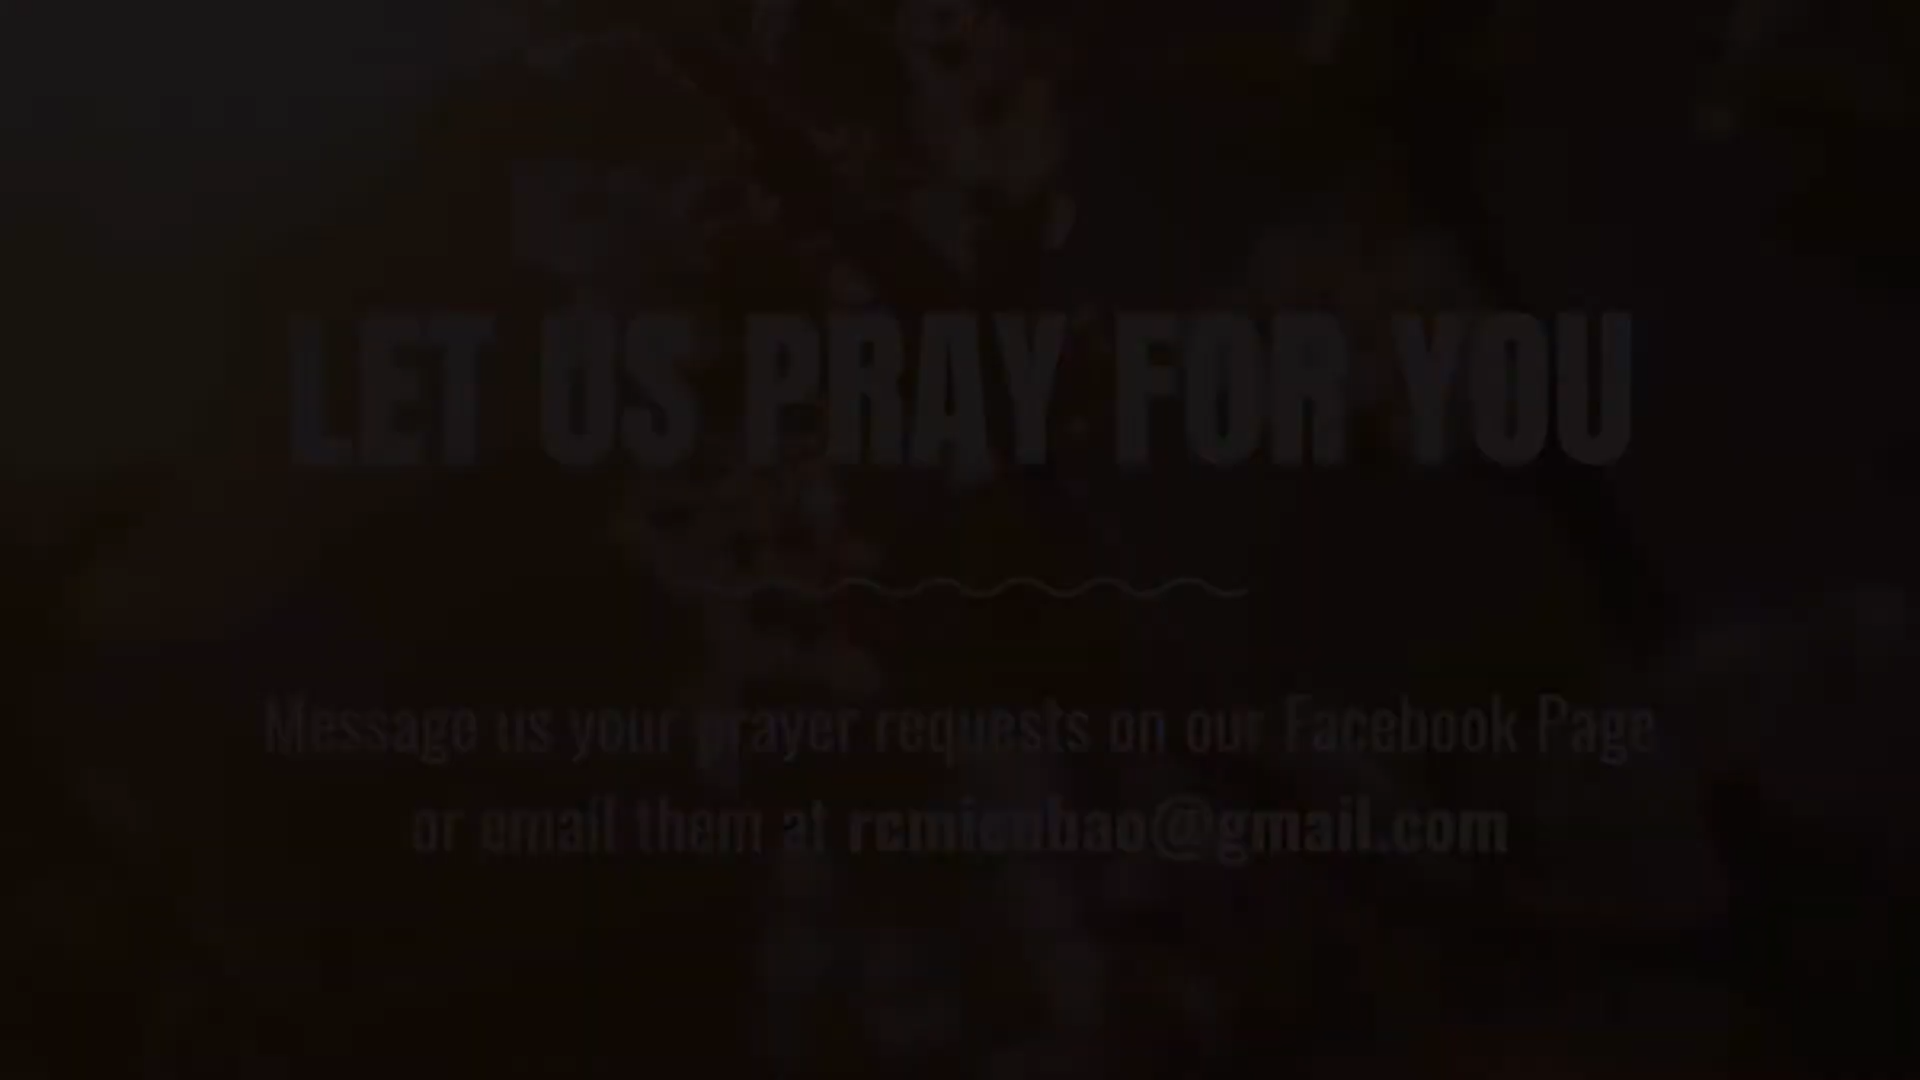 LET US PRAY FOR YOU
Message us your prayer requests on our Facebook Page
or email them at rcmienbao@gmail.com